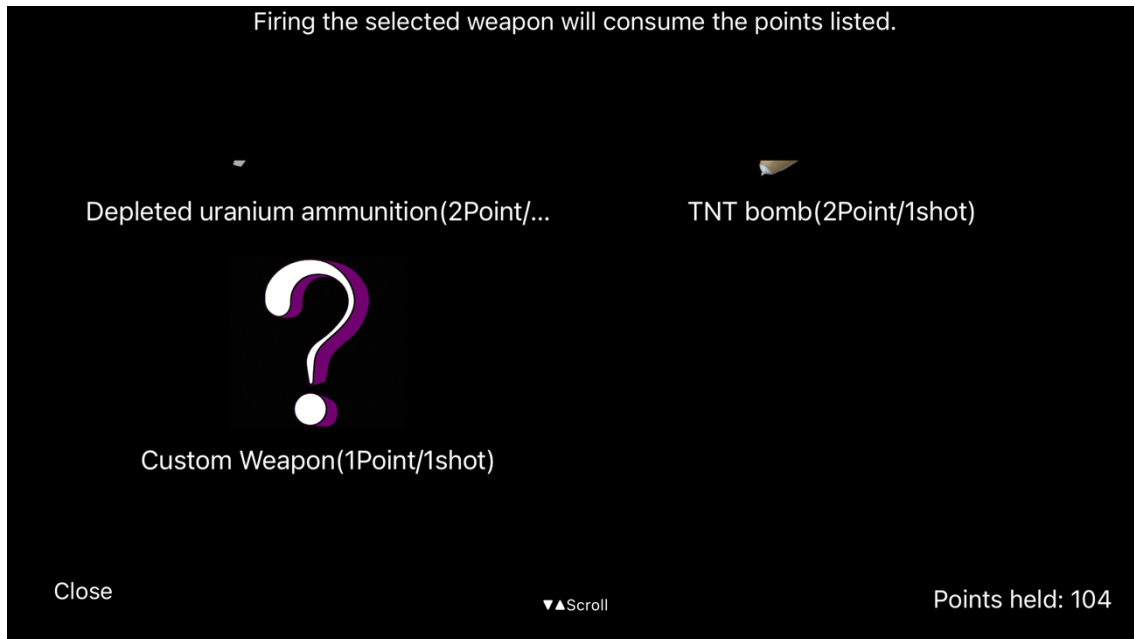 Firing the selected weapon will consume the points listed.
Depleted uranium ammunition(2Point/...
TNT bomb(2Point/1shot)
?
Custom Weapon(1Point/1shot)
Close
▼▲Scroll
Points held: 104